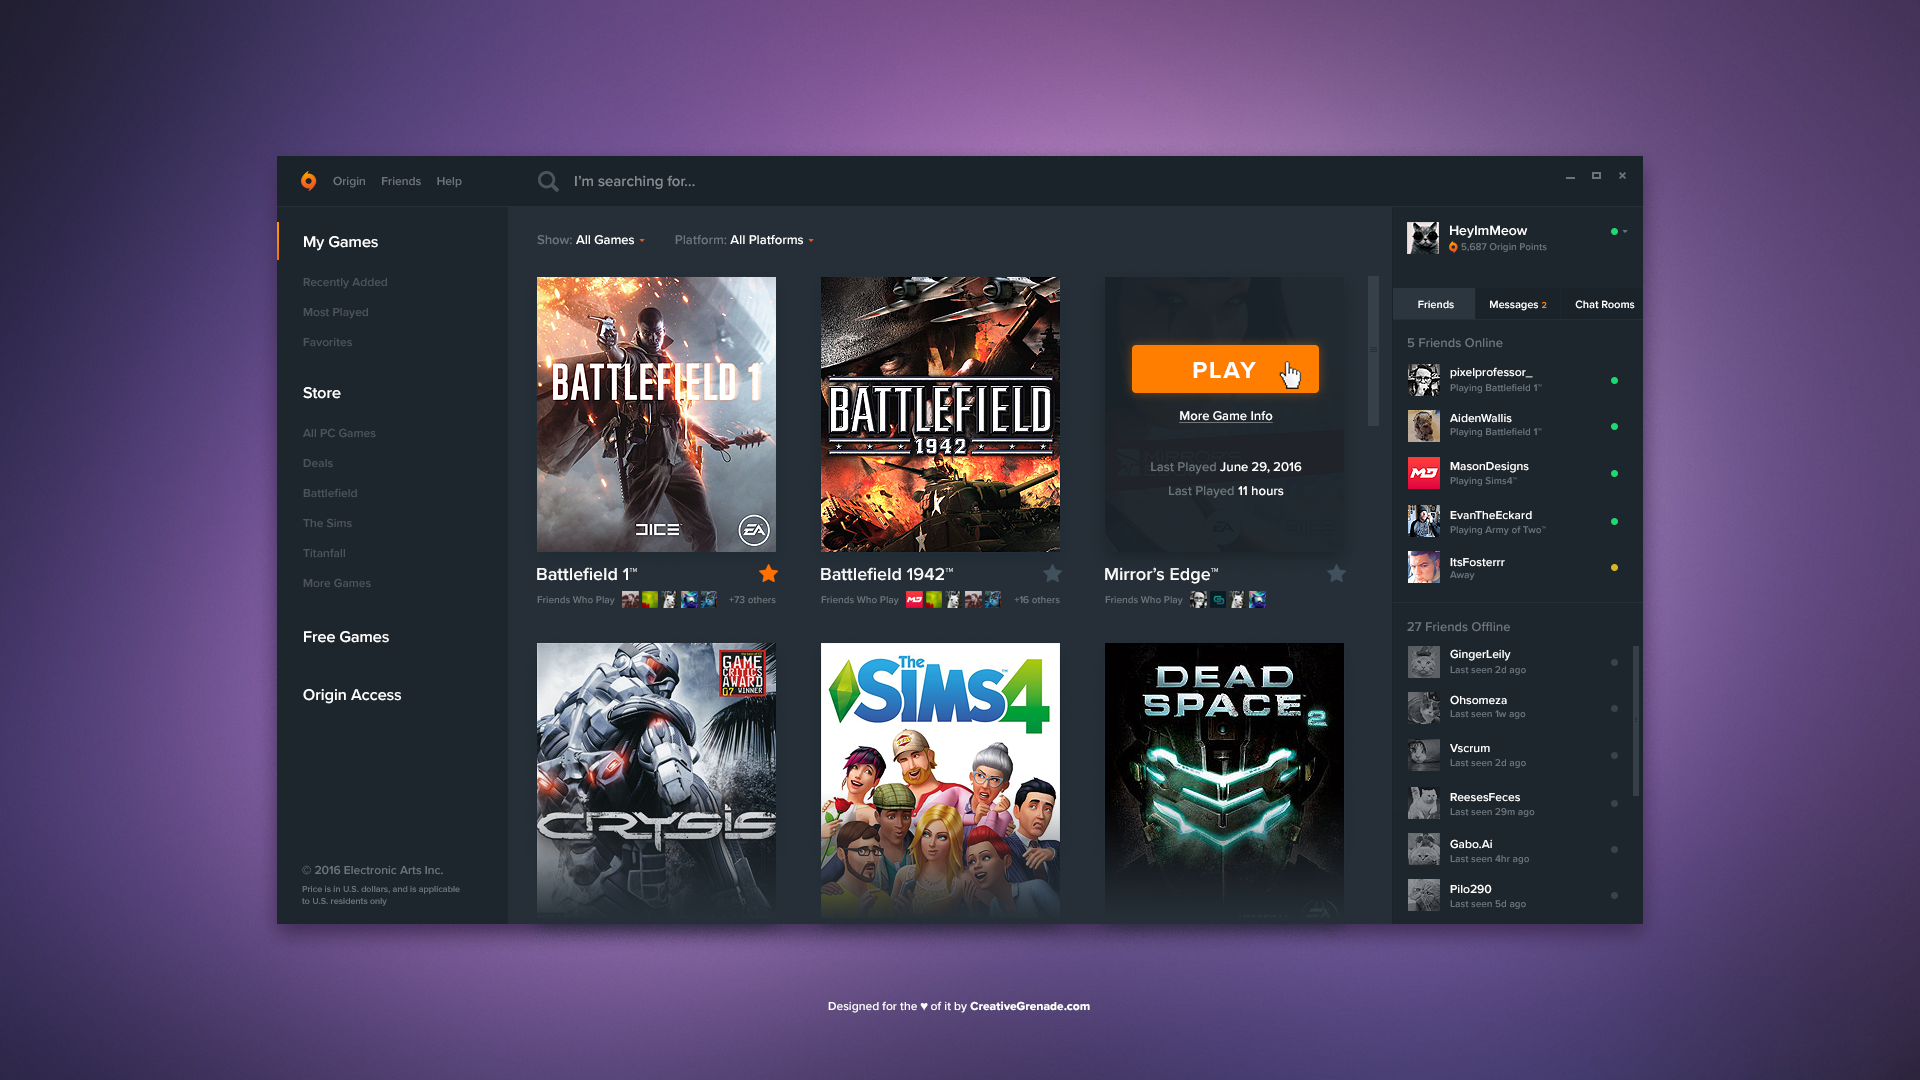 Origin Friends Help
I'm searching for...
My Games
Recently Added
Most Played
Favorites
Store
All PC Games
Deals
Battlefield
The Sims
Titanfall
More Games
Free Games
Origin Access
© 2016 Electronic Arts Inc.
Price is in U.S. dollars, and is applicable
to U.S. residents only
Show: All Games Platform: All Platforms
BATTLEFIELD 1
DICE EA
Battlefield 1™
Friends Who Play +73 others
BATTLEFIELD
1942
Battlefield 1942™
Friends Who Play +16 others
PLAY
More Game Info
MIRROR'S
Last Played June 29, 2016
Last Played 11 hours
EA
Mirror's Edge™
Friends Who Play
GAME
CRITICS
AWARD
07 WINNER
CRYSIS
The
SIMS 4
DEAD
SPACE 2
EA
HeyImMeow
5,687 Origin Points
Friends Messages 2 Chat Rooms
5 Friends Online
pixelprofessor_
Playing Battlefield 1™
AidenWallis
Playing Battlefield 1™
MD
MasonDesigns
Playing Sims4™
EvanTheEckard
Playing Army of Two™
ItsFosterrr
Away
27 Friends Offline
GingerLeily
Last seen 2d ago
Ohsomeza
Last seen 1w ago
Vscrum
Last seen 2d ago
ReesesFeces
Last seen 29m ago
Gabo.Ai
Last seen 4hr ago
Pilo290
Last seen 5d ago
Designed for the ♥ of it by CreativeGrenade.com